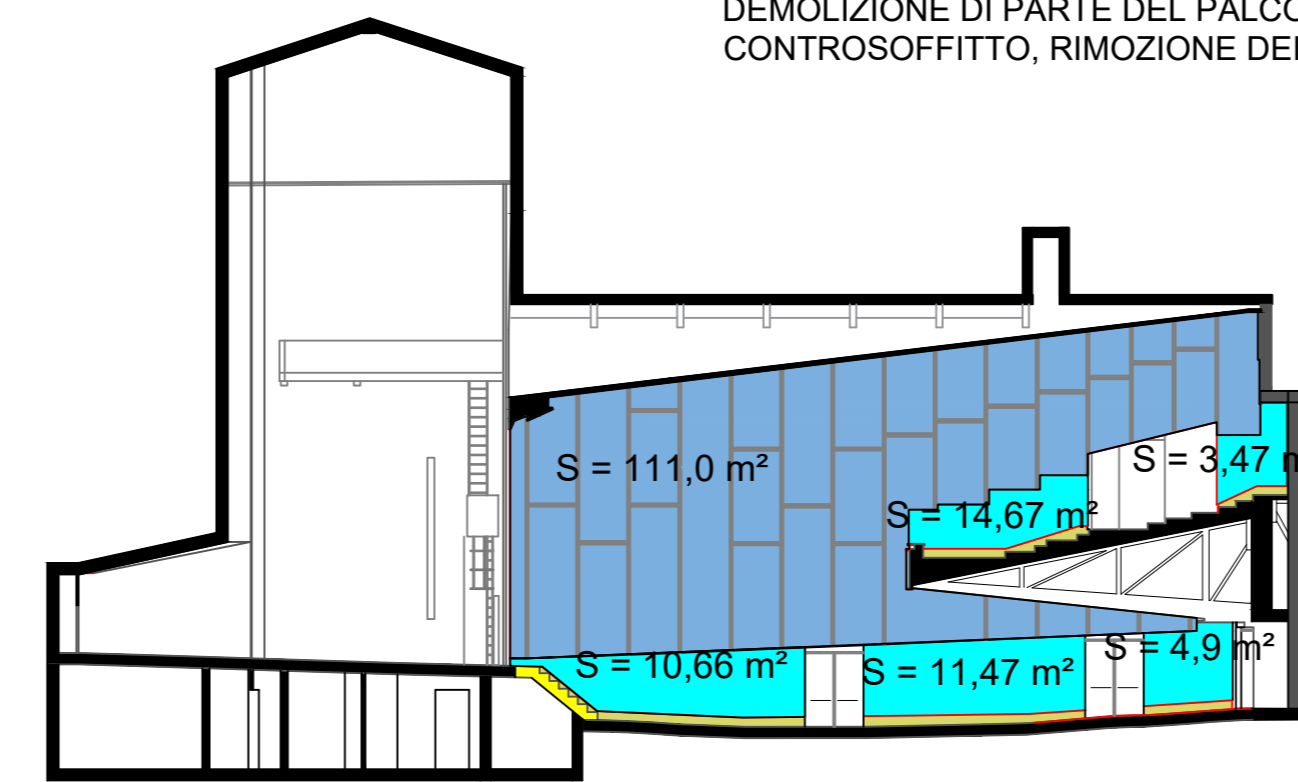 DEMOLIZIONE DI PARTE DEL PALCO
CONTROSOFFITTO, RIMOZIONE
S = 111,0 m²
S = 3,47
S = 14,67 m²
S = 10,66 m²
S = 11,47 m²
S = 4,9 m²